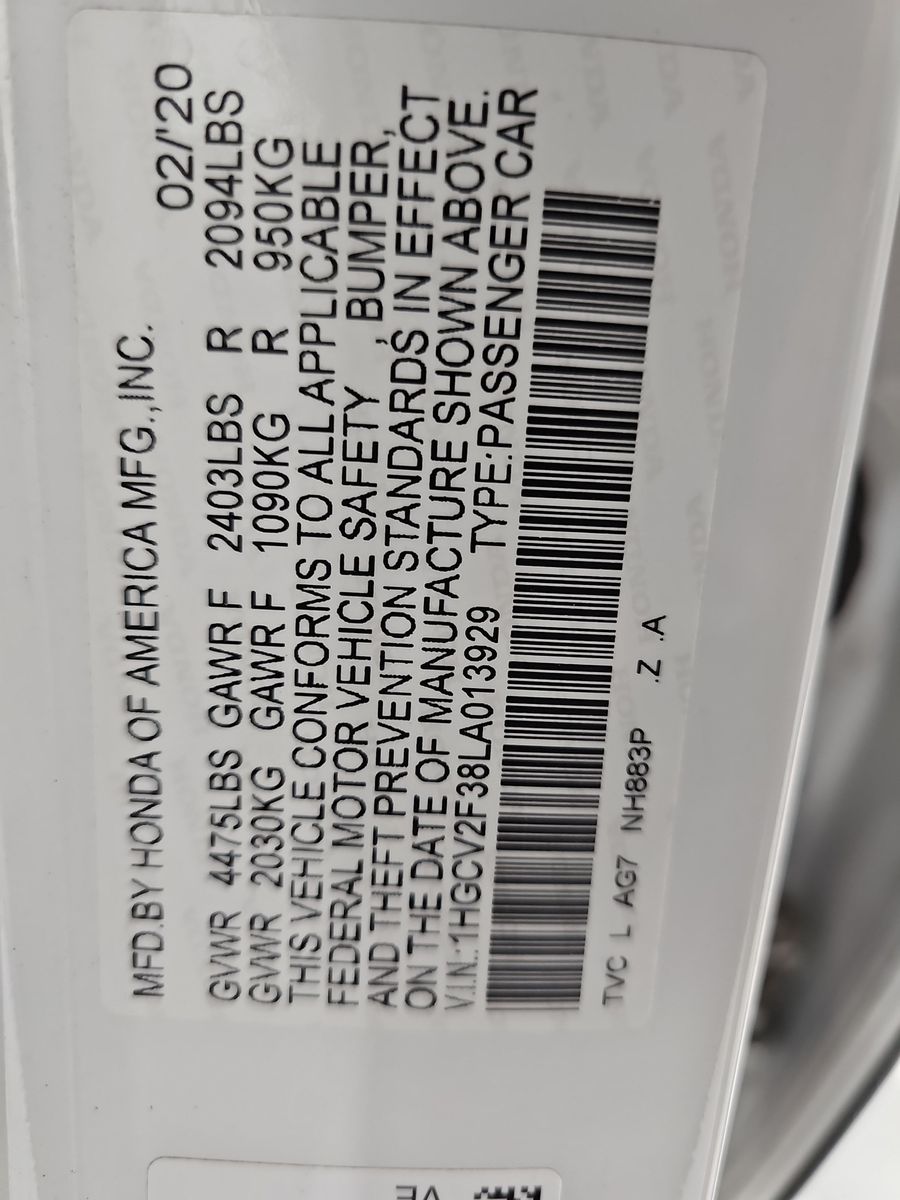 MFD.BY HONDA OF AMERICA MFG.,INC. 02/'20
GVWR 4475LBS GAWR F 2403LBS R 2094LBS
GVWR 2030KG GAWR F 1090KG R 950KG
THIS VEHICLE CONFORMS TO ALL APPLICABLE
FEDERAL MOTOR VEHICLE SAFETY , BUMPER,
AND THEFT PREVENTION STANDARDS IN EFFECT
ON THE DATE OF MANUFACTURE SHOWN ABOVE.
V.I.N.:1HGCV2F38LA013929 TYPE:PASSENGER CAR
TVC L AG7 NH883P .Z .A
VE